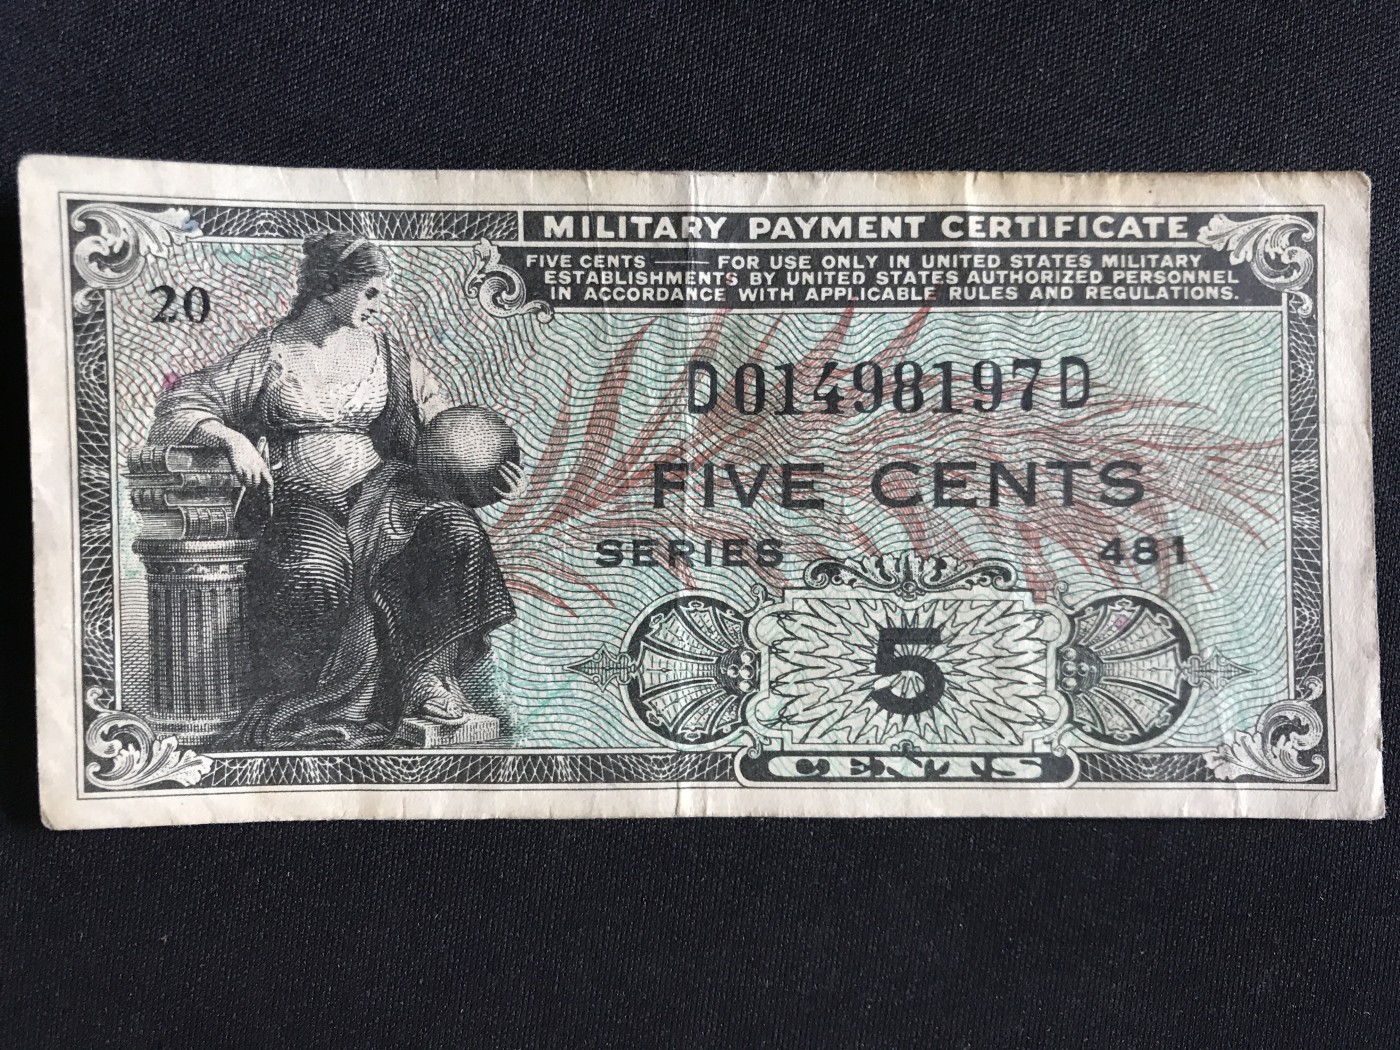 MILITARY PAYMENT CERTIFICATE
FIVE CENTS —— FOR USE ONLY IN UNITED STATES MILITARY
ESTABLISHMENTS BY UNITED STATES AUTHORIZED PERSONNEL
IN ACCORDANCE WITH APPLICABLE RULES AND REGULATIONS.
20
D01498197D
FIVE CENTS
SERIES 481
5
CENTS